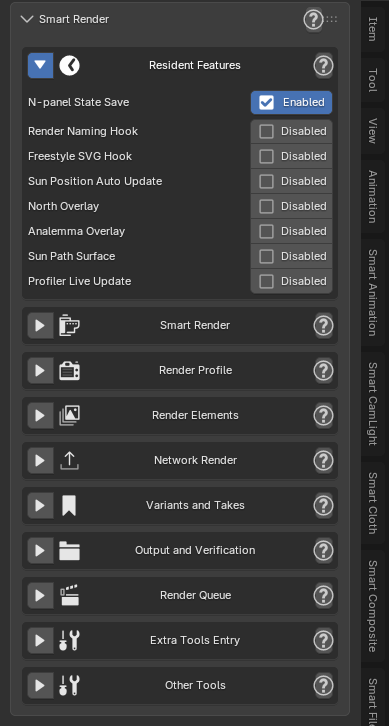 Smart Render
Resident Features
N-panel State Save
Enabled
Render Naming Hook
Disabled
Freestyle SVG Hook
Disabled
Sun Position Auto Update
Disabled
North Overlay
Disabled
Analemma Overlay
Disabled
Sun Path Surface
Disabled
Profiler Live Update
Disabled
Smart Render
Render Profile
Render Elements
Network Render
Variants and Takes
Output and Verification
Render Queue
Extra Tools Entry
Other Tools
Item
Tool
View
Animation
Smart Animation
Smart CamLight
Smart Cloth
Smart Composite
Smart